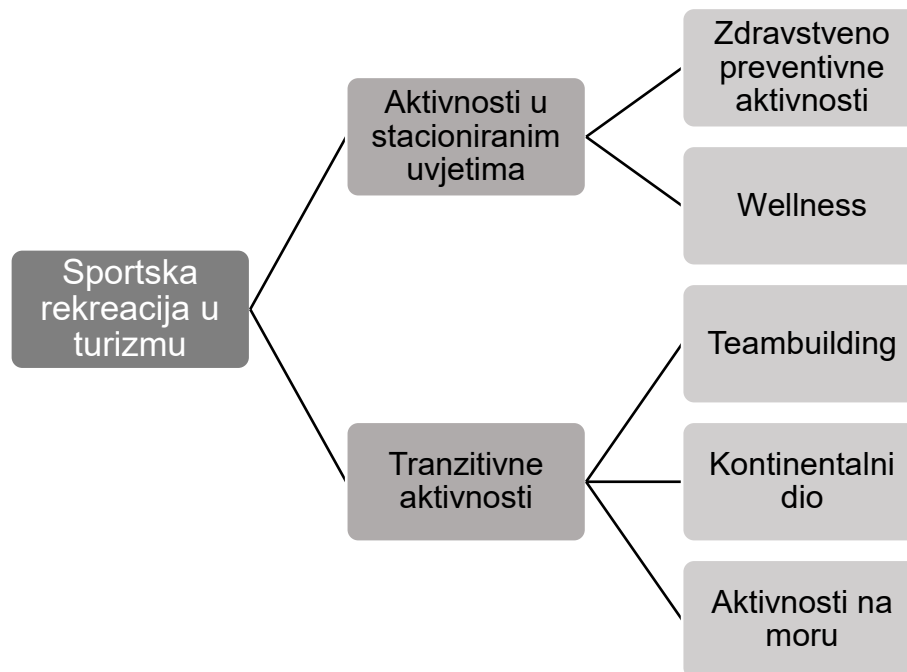 Sportska
rekreacija u
turizmu
Aktivnosti u
stacioniranim
uvjetima
Zdravstveno
preventivne
aktivnosti
Wellness
Tranzitivne
aktivnosti
Teambuilding
Kontinentalni
dio
Aktivnosti na
moru